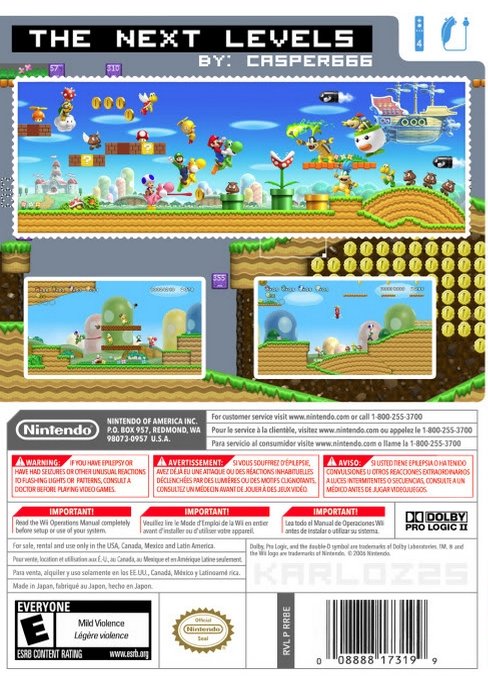 THE NEXT LEVELS
BY: CASPER666
4
Nintendo
NINTENDO OF AMERICA INC.
P.O. BOX 957, REDMOND, WA
98073-0957 U.S.A.
For customer service visit www.nintendo.com or call 1-800-255-3700
Pour le service à la clientèle, visitez www.nintendo.com ou appelez le 1-800-255-3700
Para servicio al consumidor visite www.nintendo.com o llame la 1-800-255-3700
WARNING: IF YOU HAVE EPILEPSY OR
HAVE HAD SEIZURES OR OTHER UNUSUAL REACTIONS
TO FLASHING LIGHTS OR PATTERNS, CONSULT A
DOCTOR BEFORE PLAYING VIDEO GAMES.
AVERTISSEMENT: SI VOUS SOUFFREZ D'ÉPILEPSIE,
AVEZ DÉJÀ EU UNE ATTAQUE OU DES RÉACTIONS INHABITUELLES
DÉCLENCHÉES PAR DES LUMIÈRES OU DES MOTIFS CLIGNOTANTS,
CONSULTEZ UN MÉDECIN AVANT DE JOUER À DES JEUX VIDÉO.
AVISO: SI USTED TIENE EPILEPSIA O HA TENIDO
CONVULSIONES U OTROS REACCIONES EXTRAORDINARIOS
A LUCES INTERMITENTES O SECUENCIAS, CONSULTE A UN
MÉDICO ANTES DE JUGAR VIDEOJUEGOS.
IMPORTANT!
Read the Wii Operations Manual completely
before setup or use of your system.
IMPORTANT!
Veuillez lire le Mode d'Emploi de la Wii en entier
avant d'installer ou d'utiliser votre appareil.
IMPORTANT!
Lea todo el Manual de Operaciones Wii
antes de instalar o utilizar su sistema.
DOLBY
PRO LOGIC II
For sale, rental and use only in the USA, Canada, Mexico and Latin America.
Pour vente, location et utilisation aux É.-U., au Canada, au Mexique et en Amérique Latine seulement.
Para venta, alquiler y uso solamente en los EE.UU., Canadá, México y Latinoamérica.
Made in Japan, fabriqué au Japon, hecho en Japon.
Dolby, Pro Logic, and the double-D symbol are trademarks of Dolby Laboratories. TM, ® and
the Wii logo are trademarks of Nintendo. © 2006 Nintendo.
KARLOZ95
EVERYONE
E
Mild Violence
Légère violence
ESRB CONTENT RATING www.esrb.org
Official
Nintendo
Seal
RVL P RRBE
0 08888 17319 9